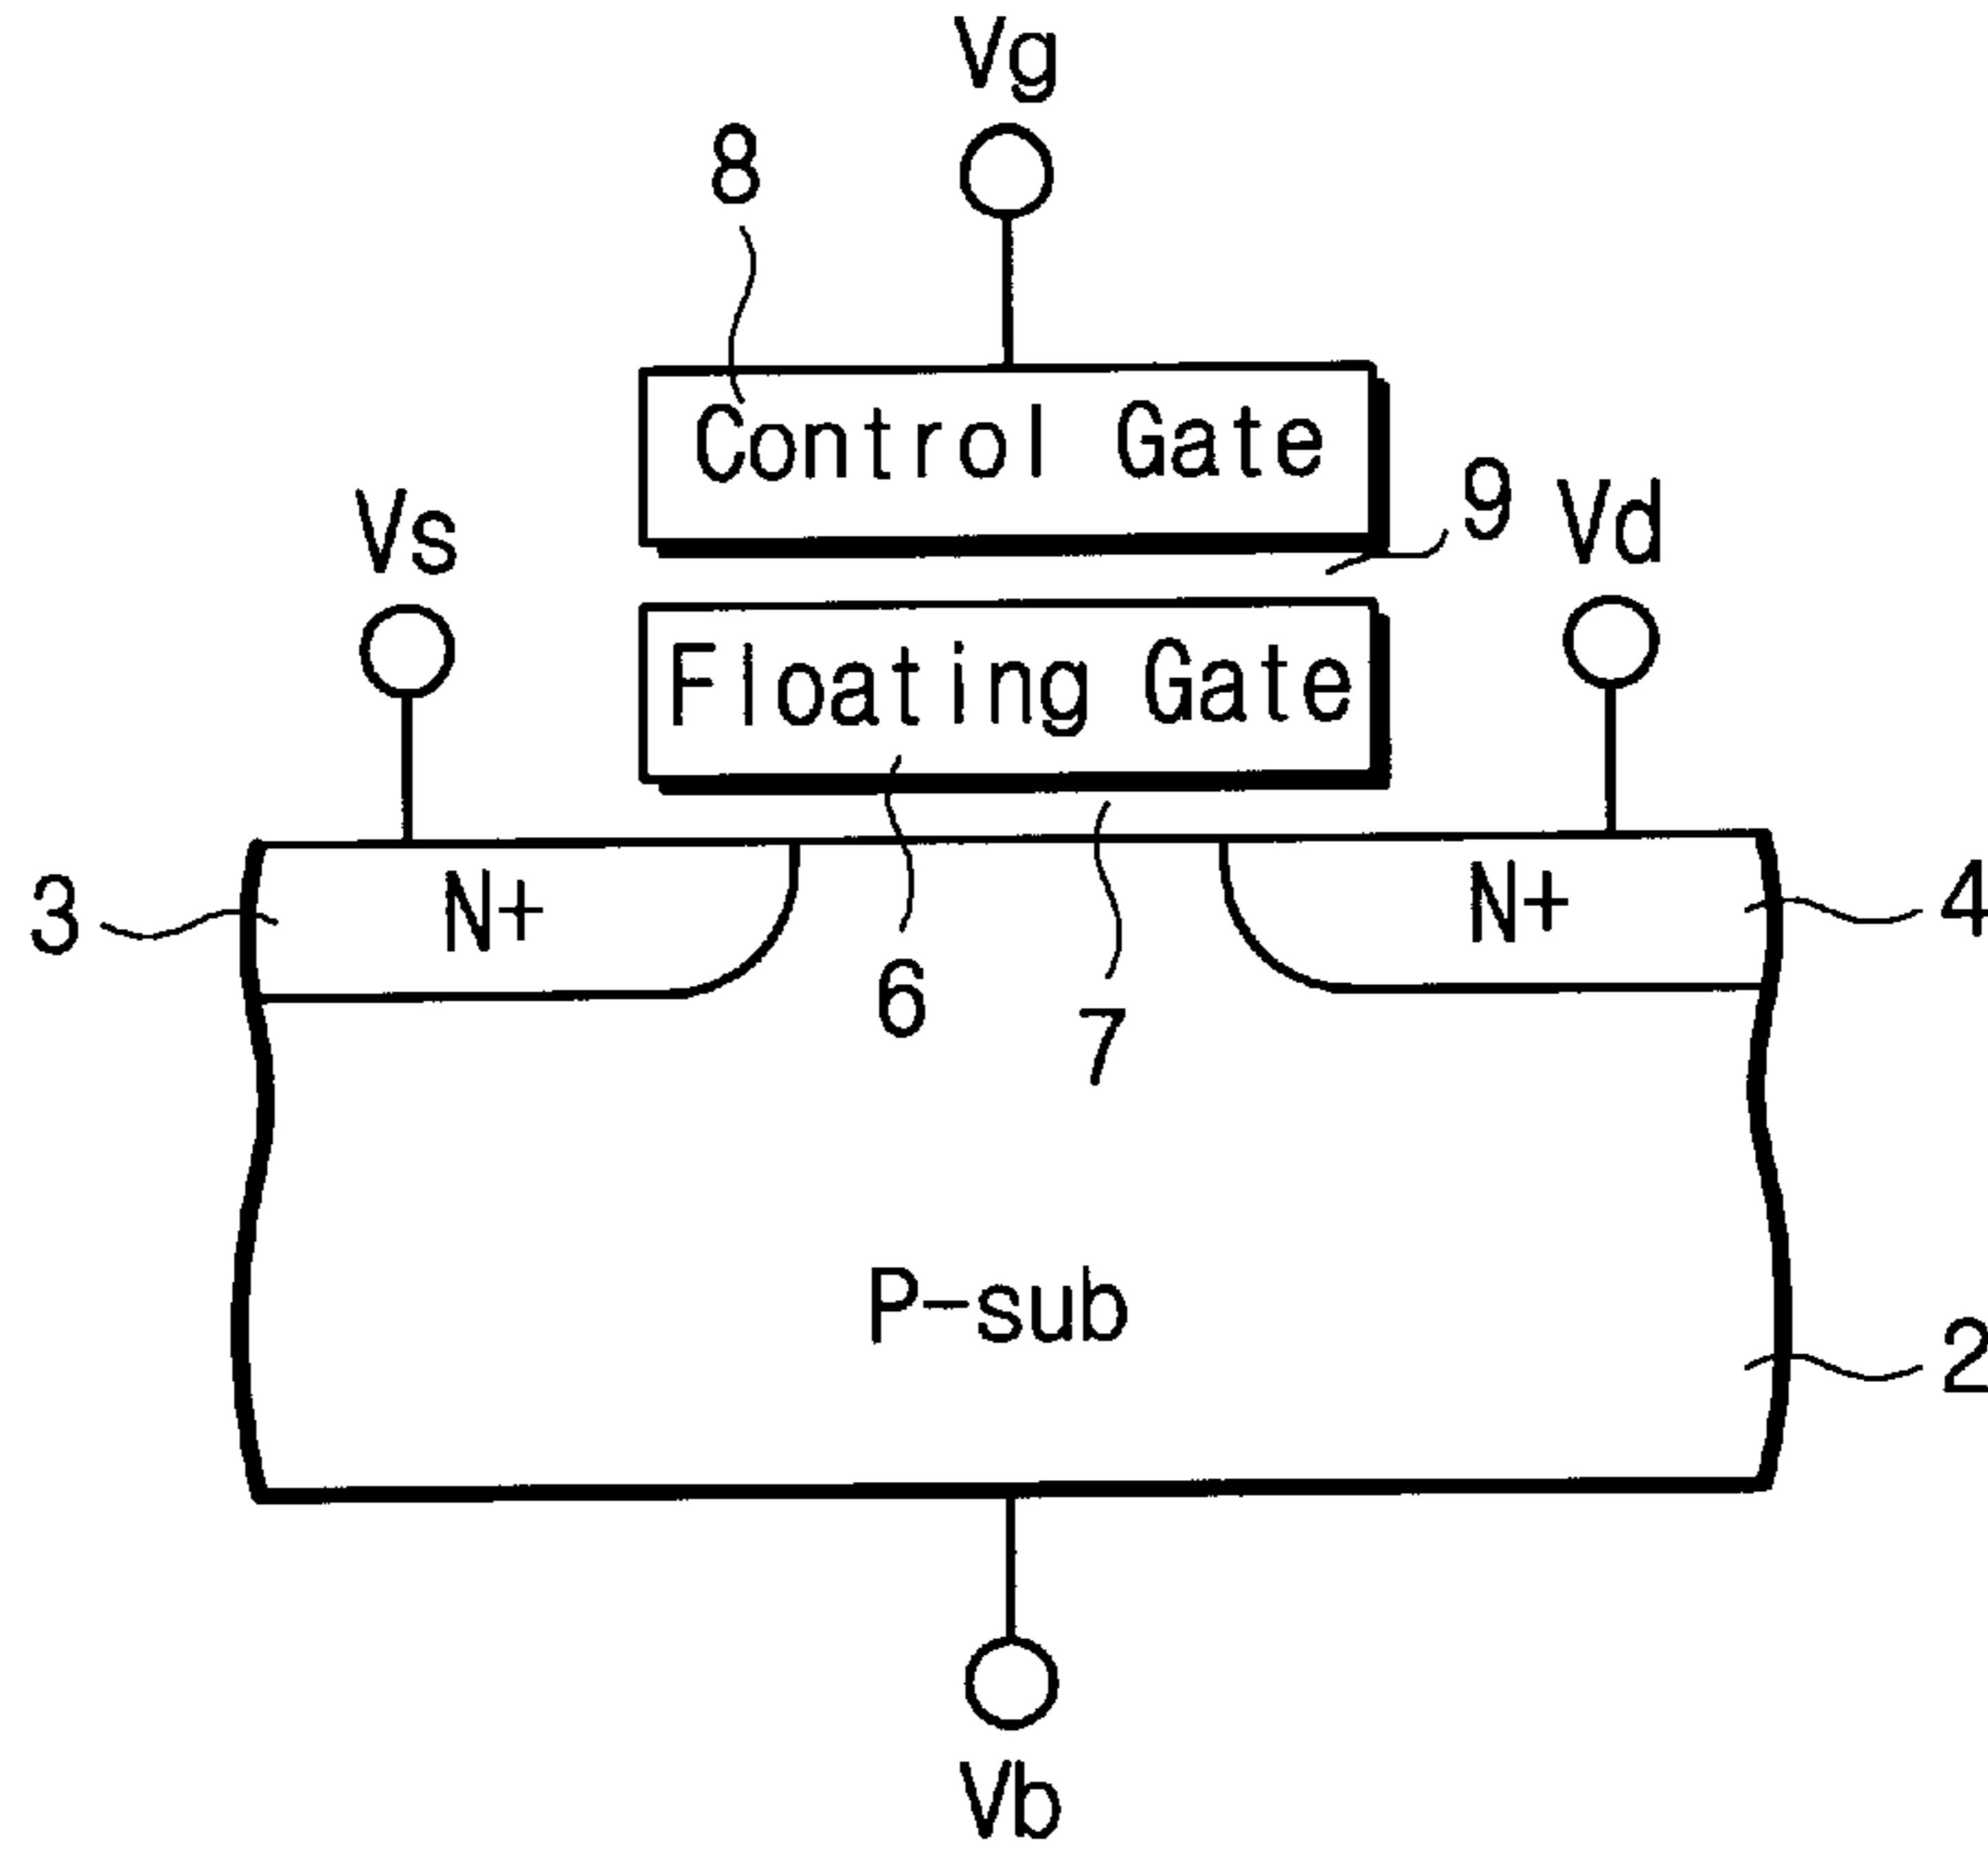 Vg
8
Control Gate
9
Vs
Vd
Floating Gate
3
N+
N+
4
6
7
P-sub
2
Vb